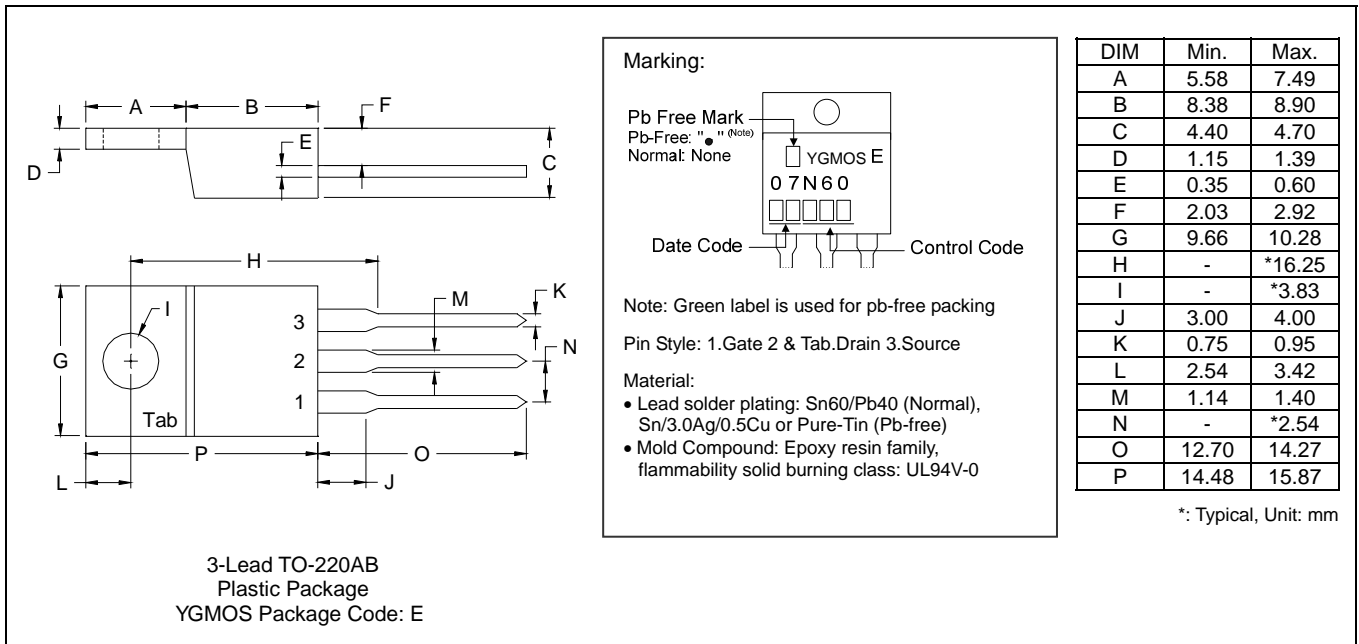 A
B
F
E
C
D
H
I
M
K
3
2
1
N
G
Tab
P
O
L
J
3-Lead TO-220AB
Plastic Package
YGMOS Package Code: E
Marking:
Pb Free Mark
Pb-Free: "●" (Note)
Normal: None
YGMOS E
07N60
Date Code
Control Code
Note: Green label is used for pb-free packing
Pin Style: 1.Gate 2 & Tab.Drain 3.Source
Material:
• Lead solder plating: Sn60/Pb40 (Normal),
Sn/3.0Ag/0.5Cu or Pure-Tin (Pb-free)
• Mold Compound: Epoxy resin family,
flammability solid burning class: UL94V-0
DIM Min. Max.
A 5.58 7.49
B 8.38 8.90
C 4.40 4.70
D 1.15 1.39
E 0.35 0.60
F 2.03 2.92
G 9.66 10.28
H - *16.25
I - *3.83
J 3.00 4.00
K 0.75 0.95
L 2.54 3.42
M 1.14 1.40
N - *2.54
O 12.70 14.27
P 14.48 15.87
*: Typical, Unit: mm